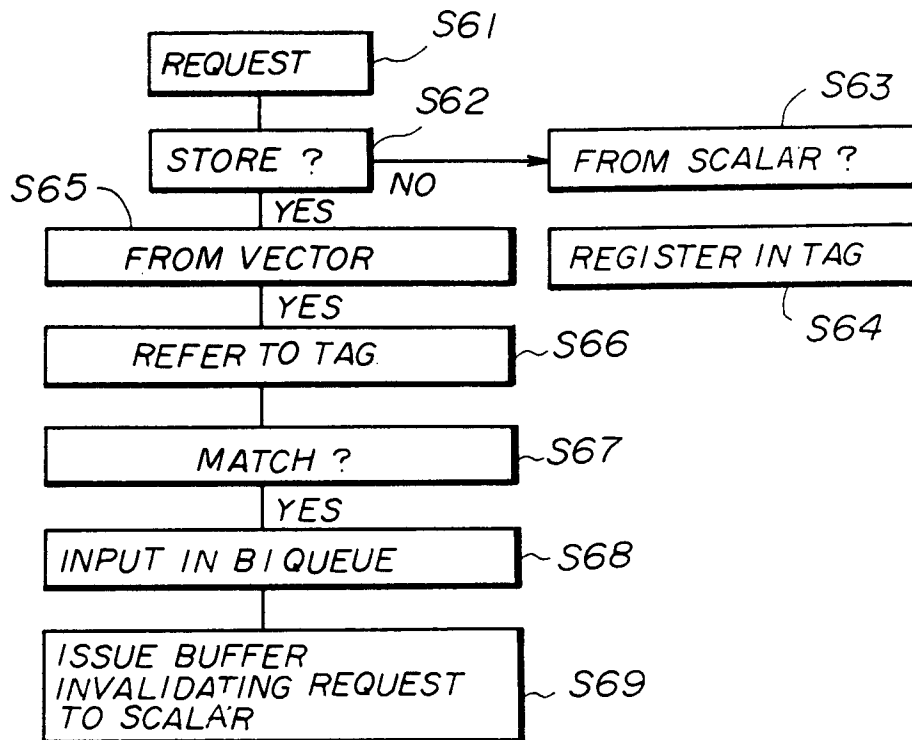 S61
REQUEST
S62
STORE ?
NO
S63
FROM SCALAR ?
S65
YES
FROM VECTOR
REGISTER IN TAG
S64
YES
REFER TO TAG
S66
MATCH ?
S67
YES
INPUT IN BI QUEUE
S68
ISSUE BUFFER
INVALIDATING REQUEST
TO SCALAR
S69